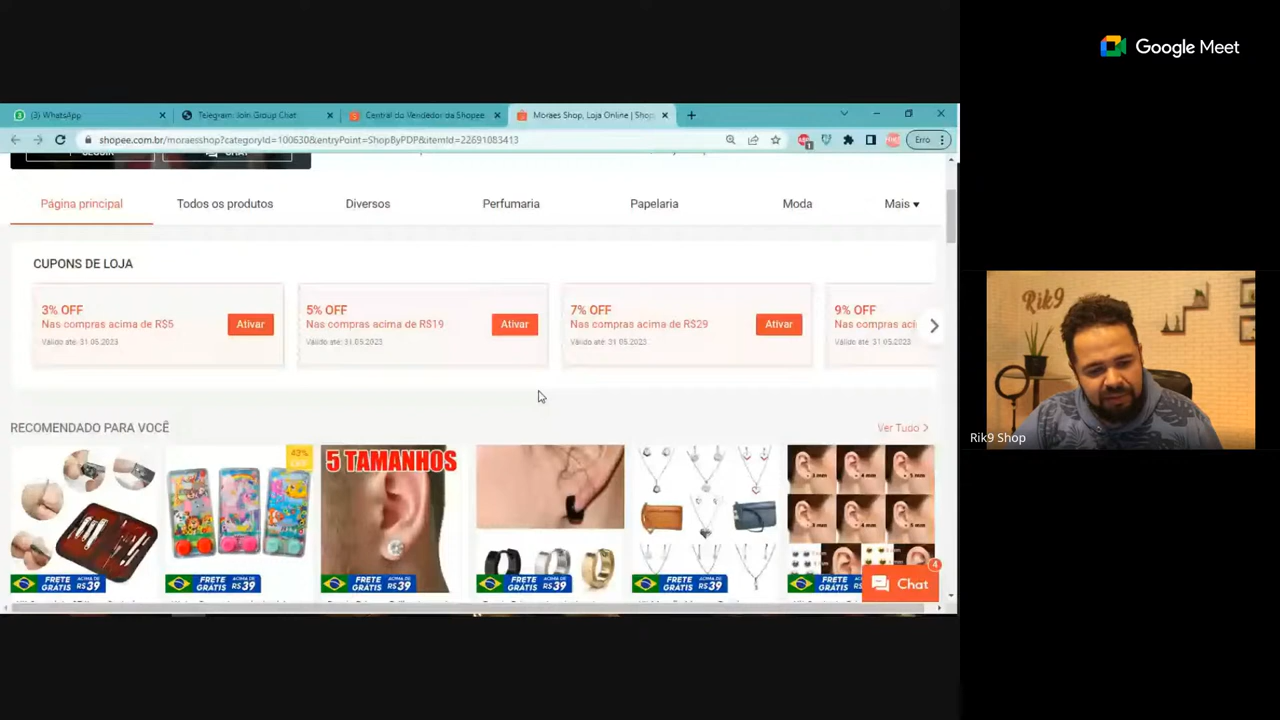 Google Meet
(3) WhatsApp
Telegram: Join Group Chat
Central do Vendedor da Shopee
Moraes Shop, Loja Online | Shop
shopee.com.br/moraesshop?categoryId=100630&entryPoint=ShopByPDP&itemId=22691083413
Erro
Página principal
Todos os produtos
Diversos
Perfumaria
Papelaria
Moda
Mais
CUPONS DE LOJA
3% OFF
Nas compras acima de R$5
Válido até: 31.05.2023
Ativar
5% OFF
Nas compras acima de R$19
Válido até: 31.05.2023
Ativar
7% OFF
Nas compras acima de R$29
Válido até: 31.05.2023
Ativar
9% OFF
Nas compras
Válido até: 31.05.2023
RECOMENDADO PARA VOCÊ
Ver Tudo
43%
5 TAMANHOS
FRETE GRÁTIS ACIMA DE R$39
FRETE GRÁTIS ACIMA DE R$39
FRETE GRÁTIS ACIMA DE R$39
FRETE GRÁTIS ACIMA DE R$39
FRETE GRÁTIS ACIMA DE R$39
FRETE GRÁTIS ACIMA DE R$39
Chat
4
Rik9
Rik9 Shop